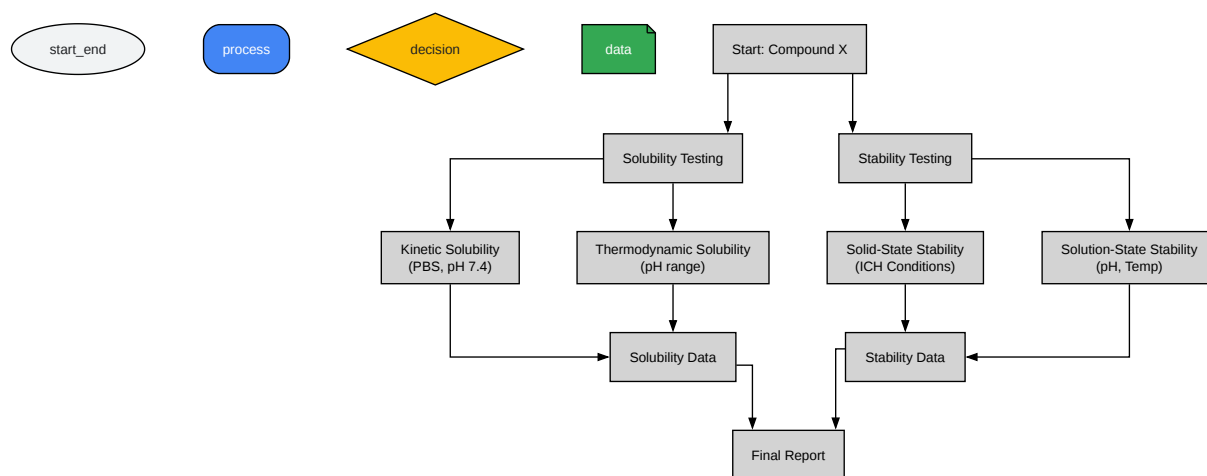 start_end
process
decision
data
Start: Compound X
Solubility Testing
Stability Testing
Kinetic Solubility
(PBS, pH 7.4)
Thermodynamic Solubility
(pH range)
Solid-State Stability
(ICH Conditions)
Solution-State Stability
(pH, Temp)
Solubility Data
Stability Data
Final Report